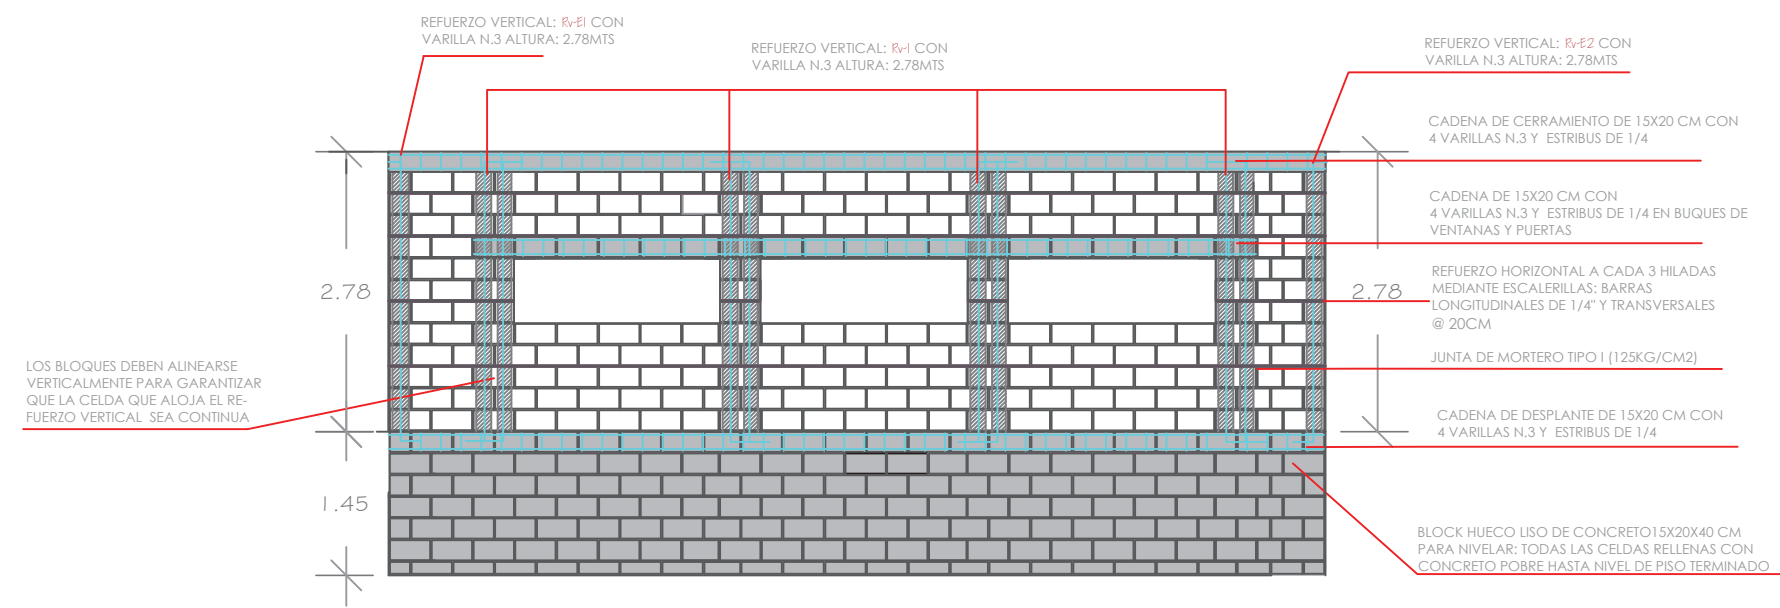 REFUERZO VERTICAL: Rv-E1 CON
VARILLA N.3 ALTURA: 2.78MTS
REFUERZO VERTICAL: Rv-1 CON
VARILLA N.3 ALTURA: 2.78MTS
REFUERZO VERTICAL: Rv-E2 CON
VARILLA N.3 ALTURA: 2.78MTS
CADENA DE CERRAMIENTO DE 15X20 CM CON
4 VARILLAS N.3 Y ESTRIBUS DE 1/4
CADENA DE 15X20 CM CON
4 VARILLAS N.3 Y ESTRIBUS DE 1/4 EN BUQUES DE
VENTANAS Y PUERTAS
2.78
2.78
REFUERZO HORIZONTAL A CADA 3 HILADAS
MEDIANTE ESCALERILLAS: BARRAS
LONGITUDINALES DE 1/4" Y TRANSVERSALES
@ 20CM
JUNTA DE MORTERO TIPO I (125KG/CM2)
LOS BLOQUES DEBEN ALINEARSE
VERTICALMENTE PARA GARANTIZAR
QUE LA CELDA QUE ALOJA EL RE-
FUERZO VERTICAL SEA CONTINUA
CADENA DE DESPLANTE DE 15X20 CM CON
4 VARILLAS N.3 Y ESTRIBUS DE 1/4
1.45
BLOCK HUECO LISO DE CONCRETO15X20X40 CM
PARA NIVELAR: TODAS LAS CELDAS RELLENAS CON
CONCRETO POBRE HASTA NIVEL DE PISO TERMINADO